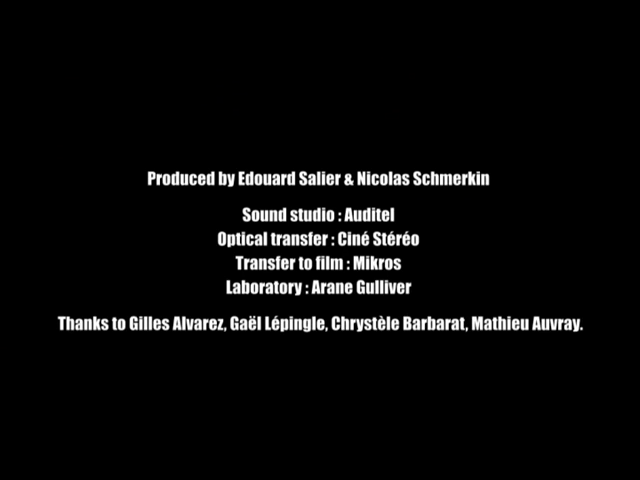 Produced by Edouard Salier & Nicolas Schmerkin
Sound studio : Auditel
Optical transfer : Ciné Stéréo
Transfer to film : Mikros
Laboratory : Arane Gulliver
Thanks to Gilles Alvarez, Gaël Lépingle, Chrystèle Barbarat, Mathieu Auvray.